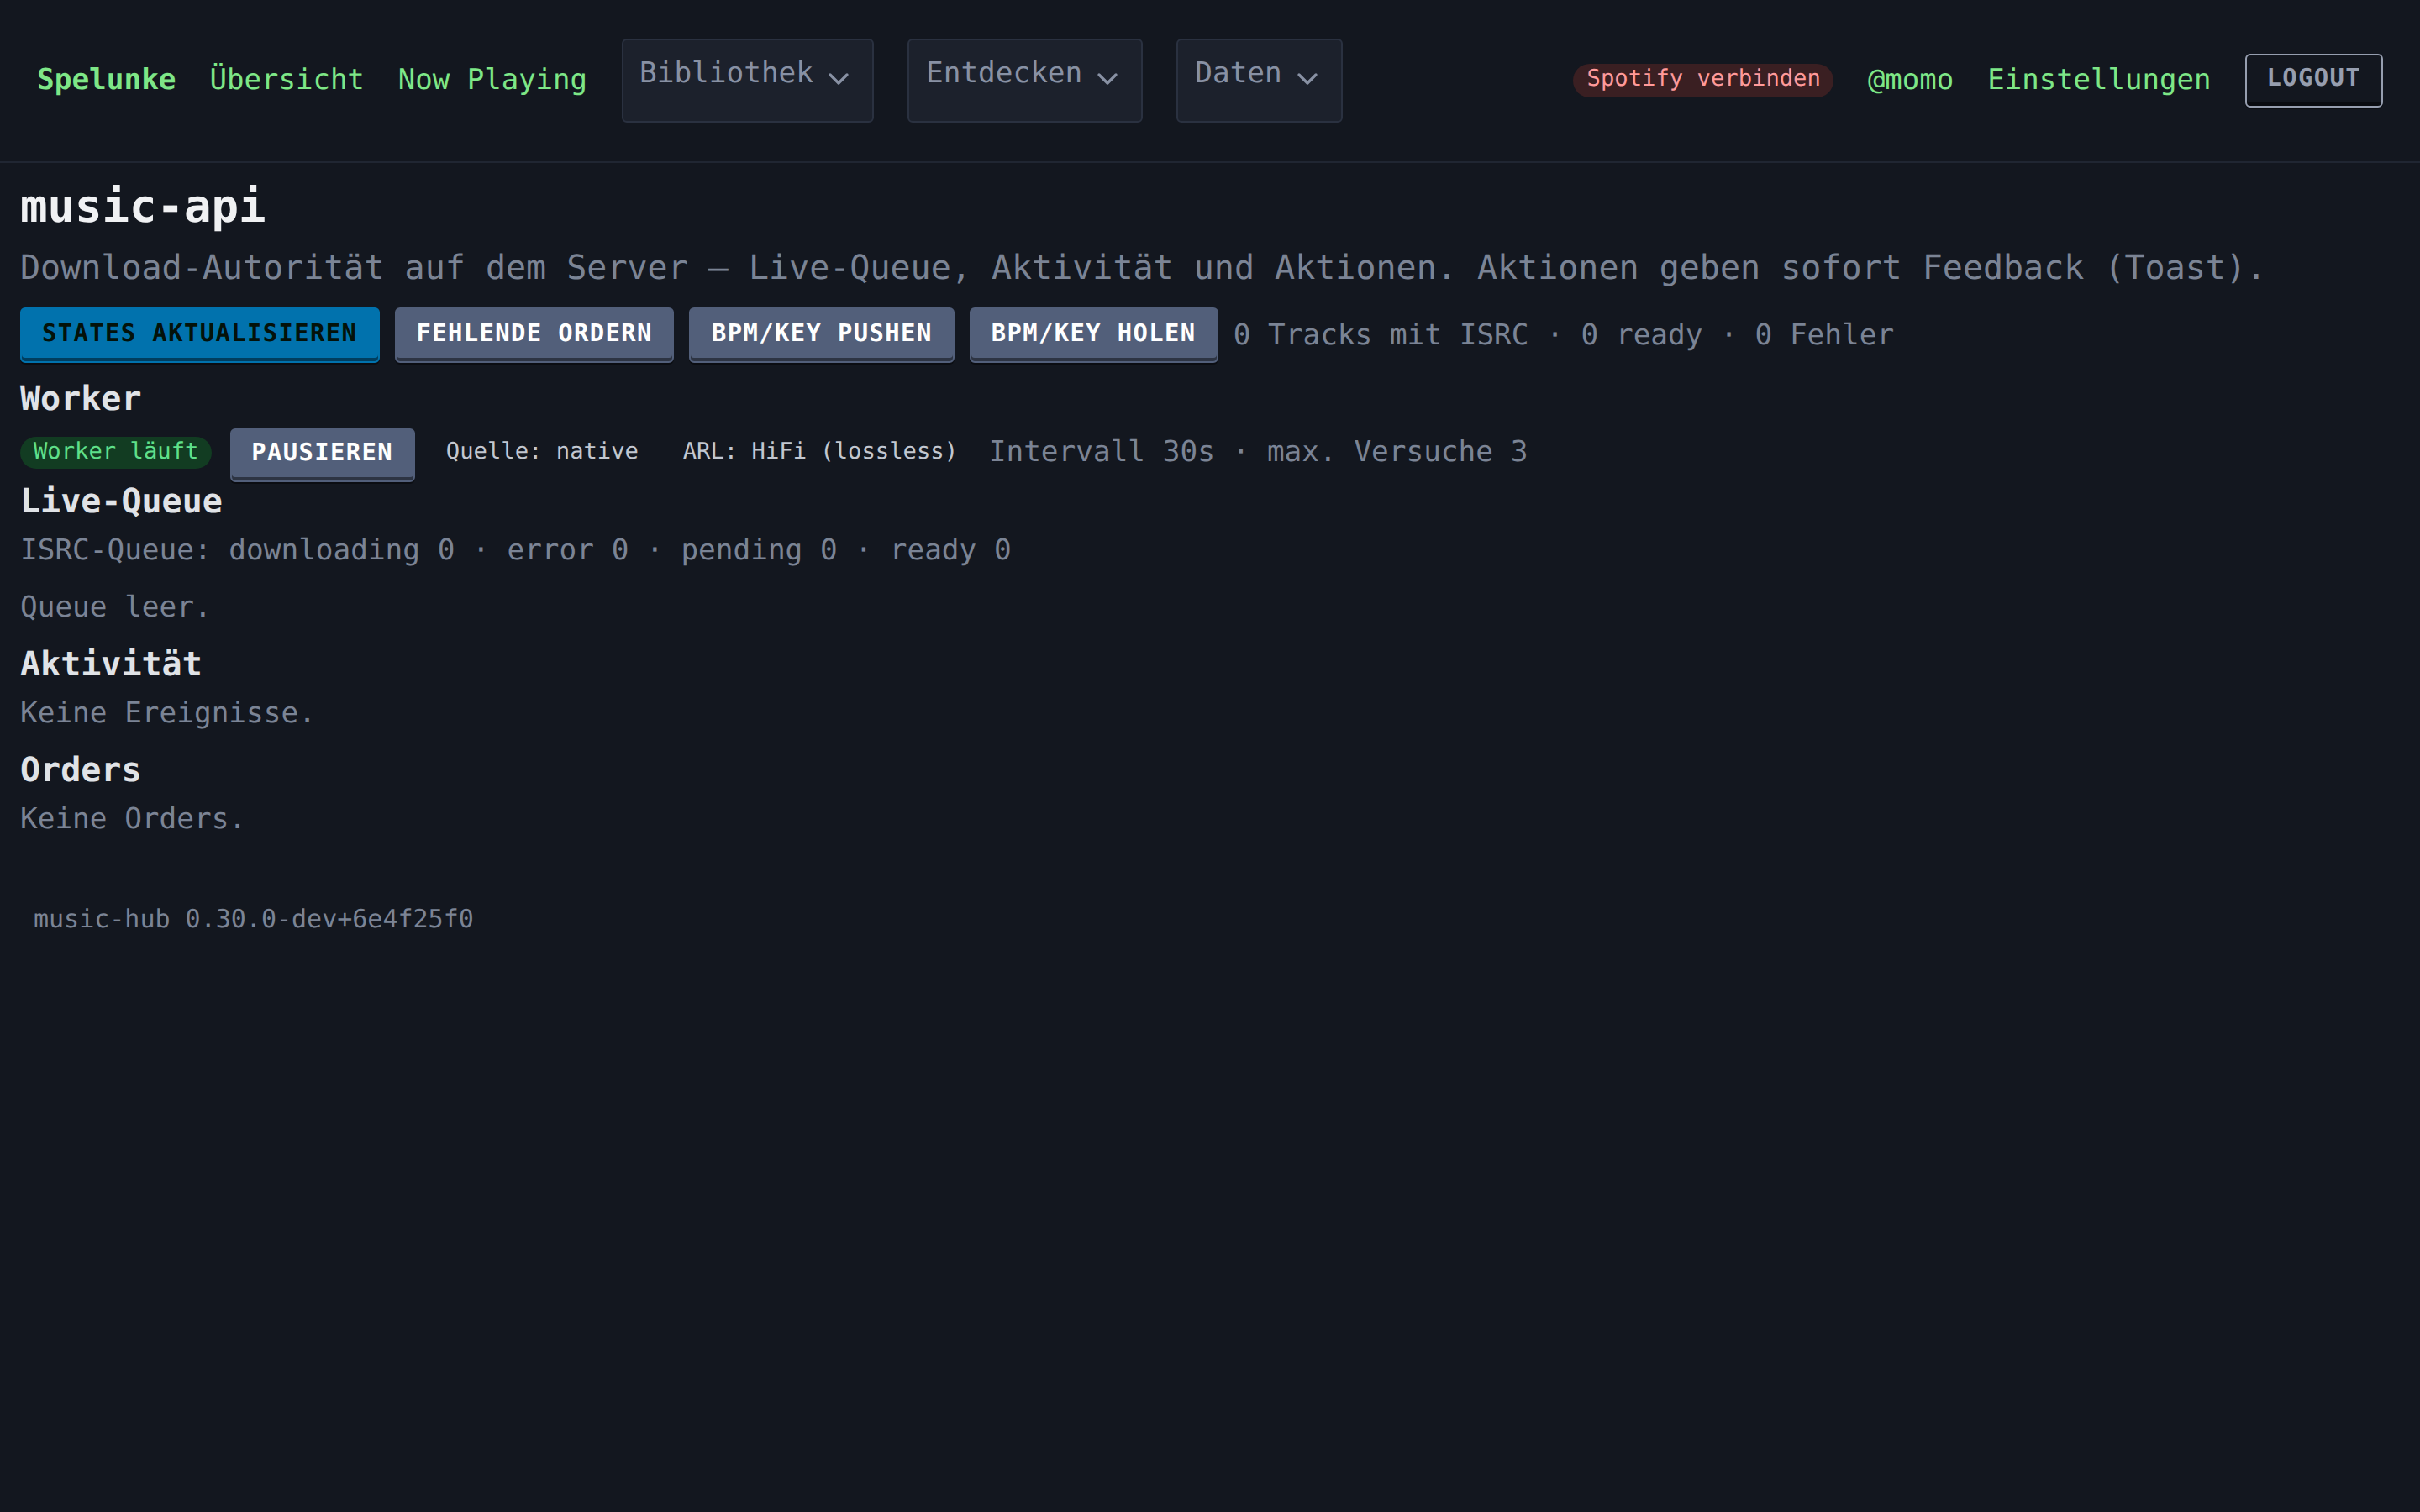 Spelunke Übersicht Now Playing Bibliothek Entdecken Daten Spotify verbinden @momo Einstellungen LOGOUT
music-api
Download-Autorität auf dem Server — Live-Queue, Aktivität und Aktionen. Aktionen geben sofort Feedback (Toast).
STATES AKTUALISIEREN FEHLENDE ORDERN BPM/KEY PUSHEN BPM/KEY HOLEN 0 Tracks mit ISRC · 0 ready · 0 Fehler
Worker
Worker läuft PAUSIEREN Quelle: native ARL: HiFi (lossless) Intervall 30s · max. Versuche 3
Live-Queue
ISRC-Queue: downloading 0 · error 0 · pending 0 · ready 0
Queue leer.
Aktivität
Keine Ereignisse.
Orders
Keine Orders.
music-hub 0.30.0-dev+6e4f25f0